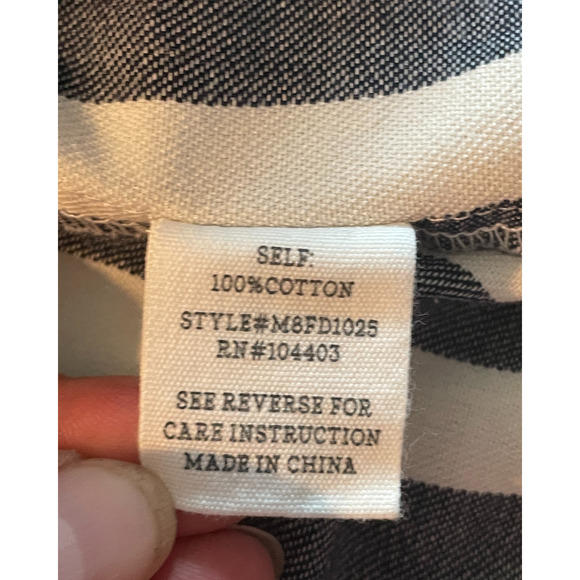 SELF:
100%COTTON
STYLE#M8FD1025
RN#104403
SEE REVERSE FOR
CARE INSTRUCTION
MADE IN CHINA